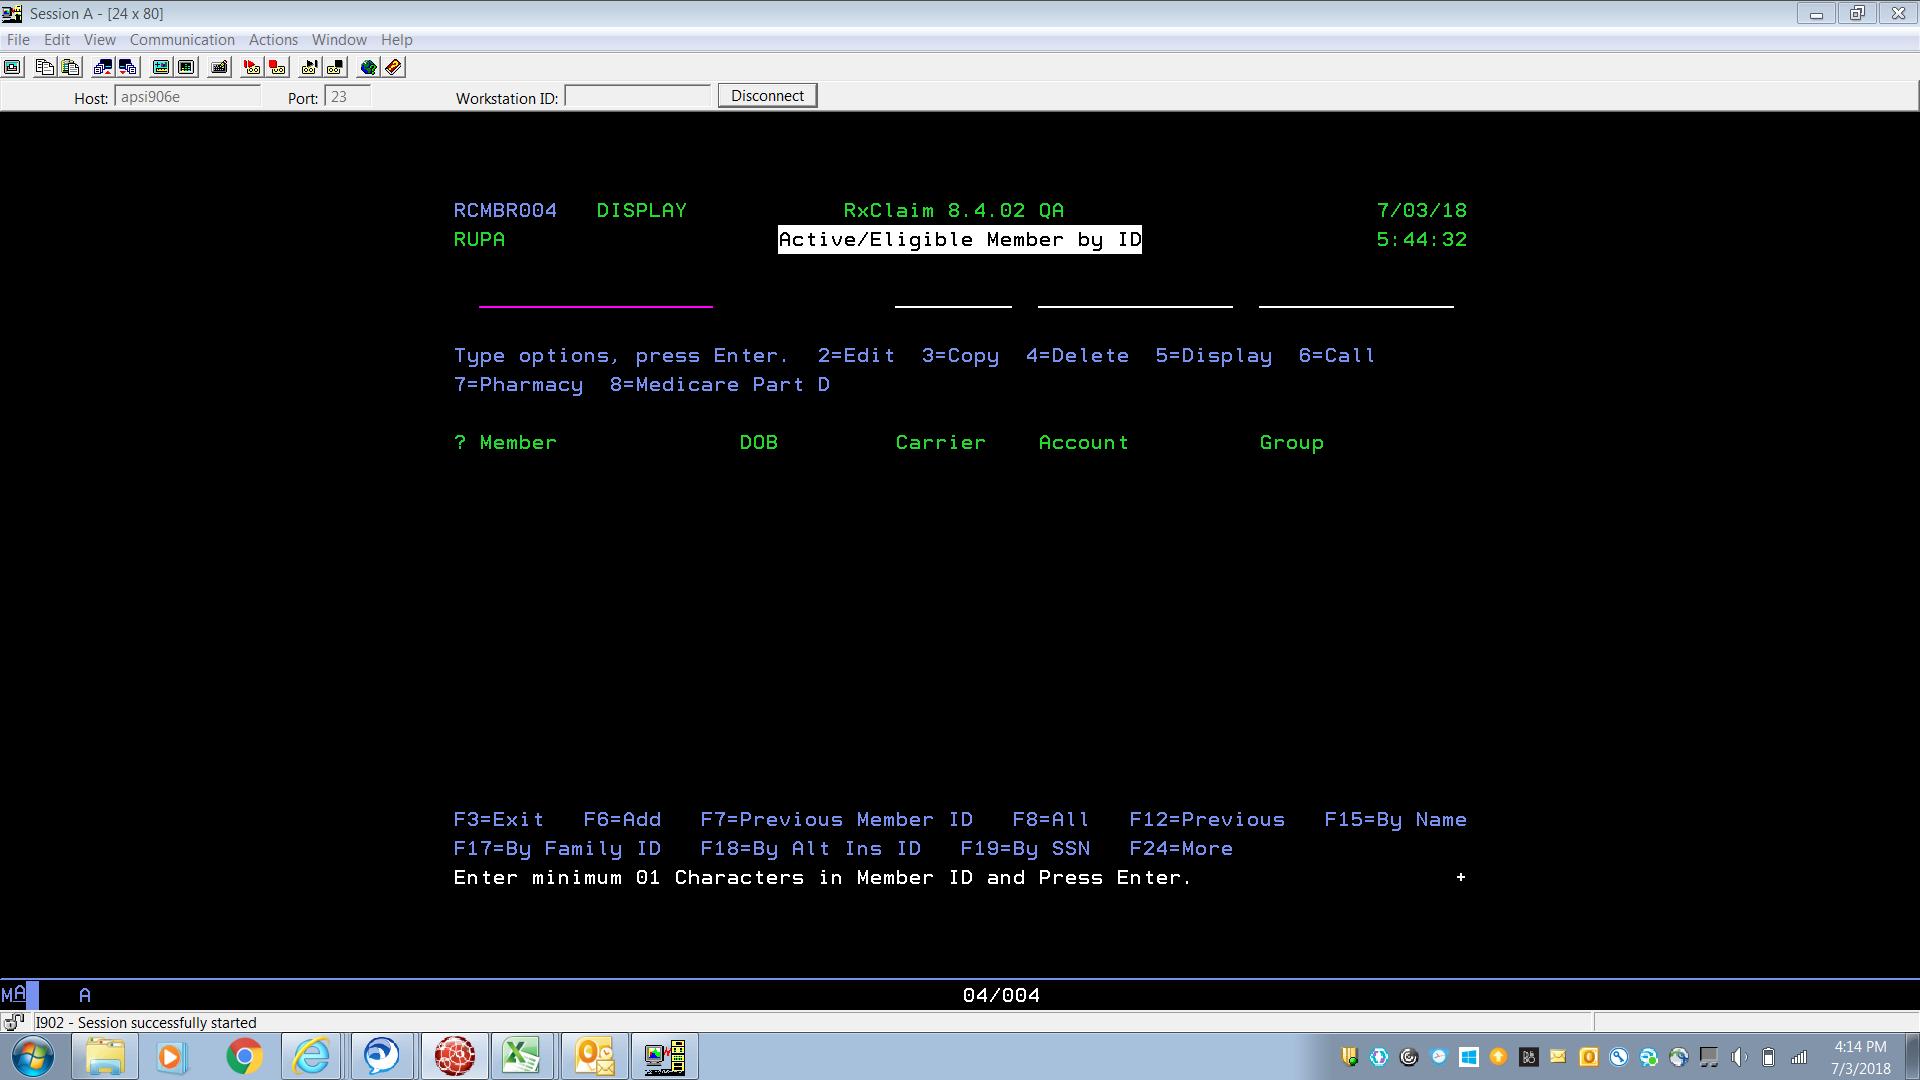 Session A - [24 x 80]
File Edit View Communication Actions Window Help
Host: apsi906e Port: 23 Workstation ID: Disconnect
RCMBR004 DISPLAY RxClaim 8.4.02 QA 7/03/18
RUPA Active/Eligible Member by ID 5:44:32
Type options, press Enter. 2=Edit 3=Copy 4=Delete 5=Display 6=Call
7=Pharmacy 8=Medicare Part D
? Member DOB Carrier Account Group
F3=Exit F6=Add F7=Previous Member ID F8=All F12=Previous F15=By Name
F17=By Family ID F18=By Alt Ins ID F19=By SSN F24=More
Enter minimum 01 Characters in Member ID and Press Enter. +
MA A 04/004
I902 - Session successfully started
4:14 PM
7/3/2018